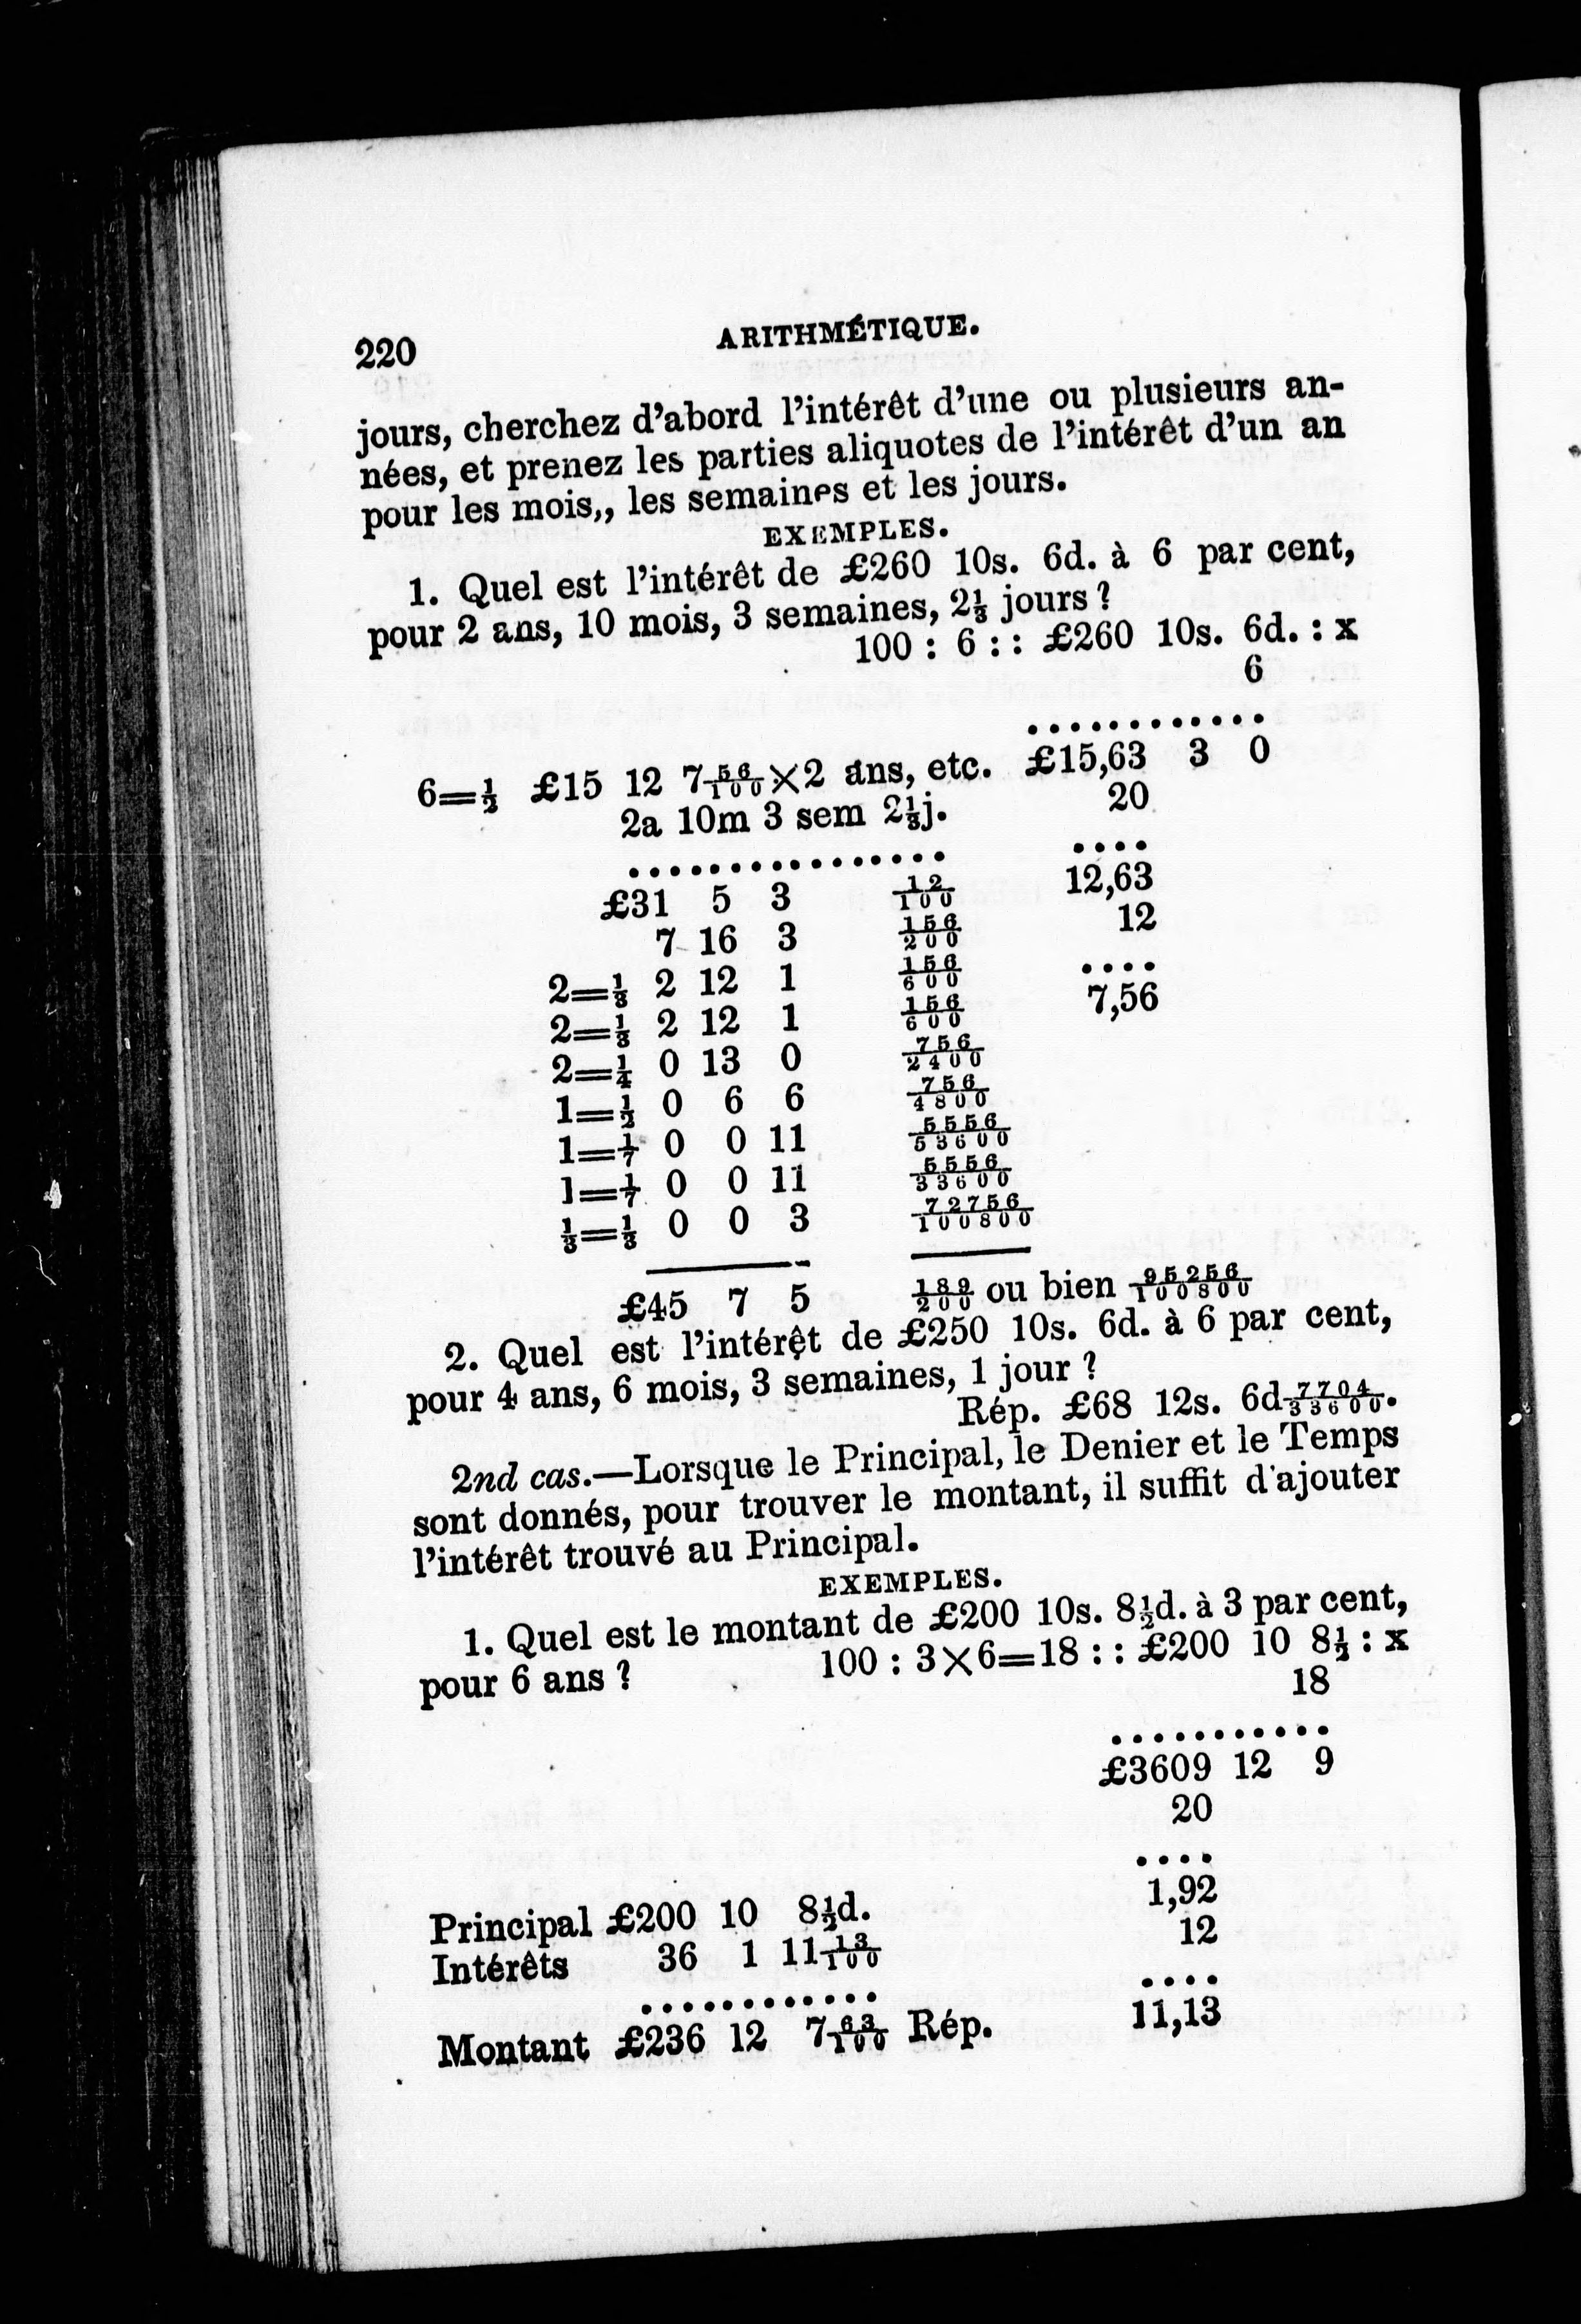 220 ARITHMÉTIQUE.
jours, cherchez d'abord l'intérêt d'une ou plusieurs an-
nées, et prenez les parties aliquotes de l'intérêt d'un an
pour les mois,, les semaines et les jours.
EXEMPLES.
1. Quel est l'intérêt de £260 10s. 6d. à 6 par cent,
pour 2 ans, 10 mois, 3 semaines, 2⅓ jours ?
100 : 6 : : £260 10s. 6d. : x
6
............
6=½ £15 12 7 56/100 ×2 ans, etc. £15,63 3 0
2a 10m 3 sem 2⅓j. 20
................ ....
£31 5 3 12/100 12,63
7 16 3 156/200 12
2=⅓ 2 12 1 156/600 ....
2=⅓ 2 12 1 156/600 7,56
2=¼ 0 13 0 756/2400
1=½ 0 6 6 756/4800
1=1/7 0 0 11 5556/53600
1=1/7 0 0 11 5556/33600
⅓=⅓ 0 0 3 72756/100800
£45 7 5 189/200 ou bien 95256/100800
2. Quel est l'intérêt de £250 10s. 6d. à 6 par cent,
pour 4 ans, 6 mois, 3 semaines, 1 jour ?
Rép. £68 12s. 6d 7704/33600.
2nd cas.—Lorsque le Principal, le Denier et le Temps
sont donnés, pour trouver le montant, il suffit d'ajouter
l'intérêt trouvé au Principal.
EXEMPLES.
1. Quel est le montant de £200 10s. 8½d. à 3 par cent,
pour 6 ans ? 100 : 3×6=18 : : £200 10 8½ : x
18
...........
£3609 12 9
20
....
1,92
Principal £200 10 8½d. 12
Intérêts 36 1 11 13/100 ....
............ 11,13
Montant £236 12 7 63/100 Rép.